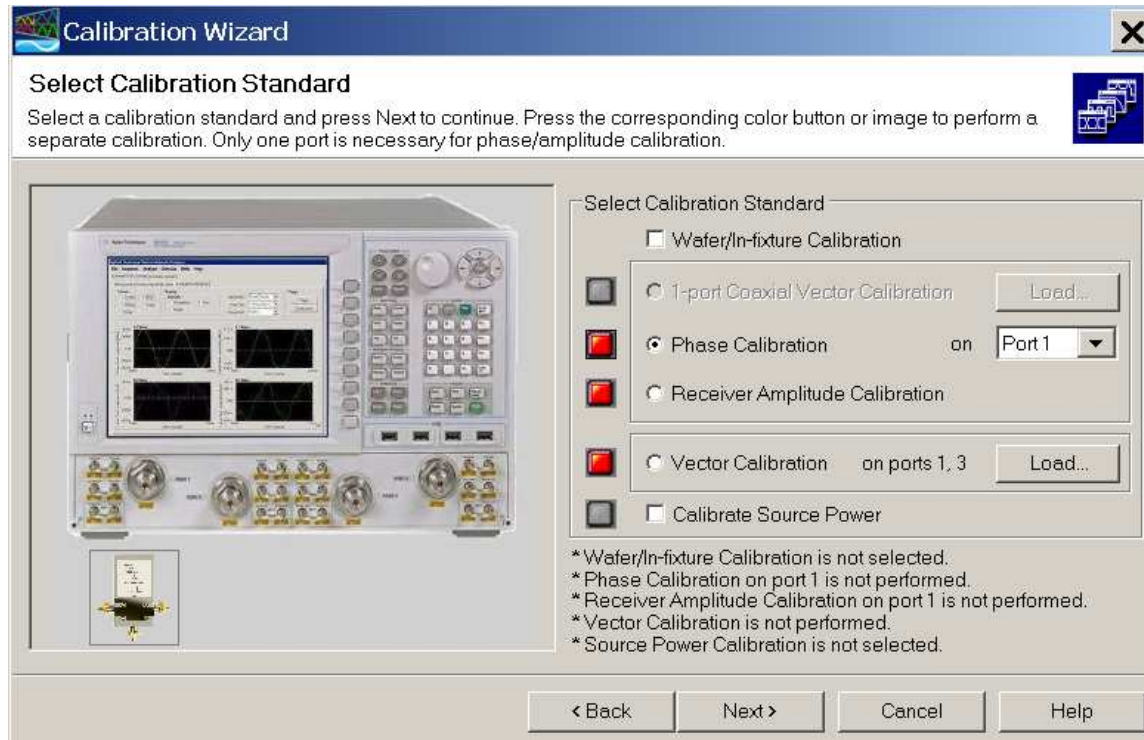 Calibration Wizard
Select Calibration Standard
Select a calibration standard and press Next to continue. Press the corresponding color button or image to perform a
separate calibration. Only one port is necessary for phase/amplitude calibration.
Select Calibration Standard
Wafer/In-fixture Calibration
1-port Coaxial Vector Calibration Load...
Phase Calibration on Port 1
Receiver Amplitude Calibration
Vector Calibration on ports 1, 3 Load...
Calibrate Source Power
* Wafer/In-fixture Calibration is not selected.
* Phase Calibration on port 1 is not performed.
* Receiver Amplitude Calibration on port 1 is not performed.
* Vector Calibration is not performed.
* Source Power Calibration is not selected.
< Back Next > Cancel Help